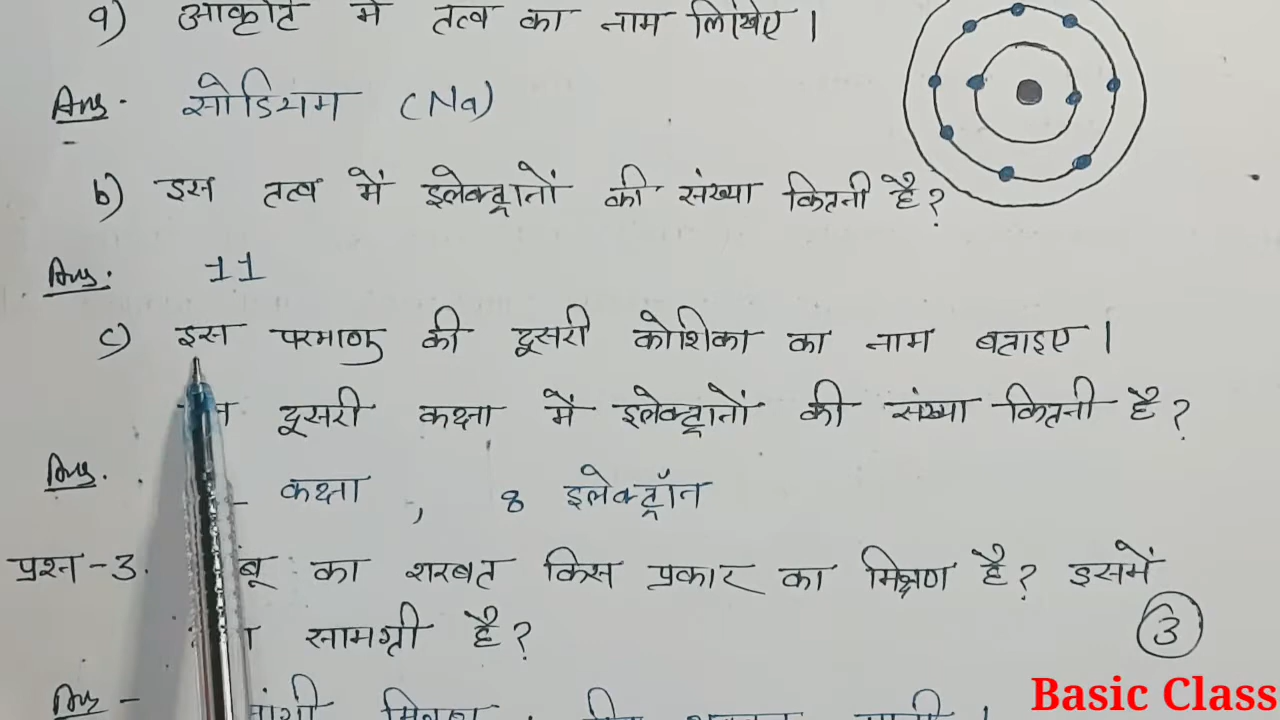 a) आकृति में तत्व का नाम लिखिए।
Ans. सोडियम (Na)
b) इस तत्व में इलेक्ट्रानों की संख्या कितनी है?
Ans. 11
c) इस परमाणु की दूसरी कोशिका का नाम बताइए।
दूसरी कक्षा में इलेक्ट्रानों की संख्या कितनी है?
Ans. कक्षा, 8 इलेक्ट्रॉन
प्रश्न-3. का शरबत किस प्रकार का मिश्रण है? इसमें
सामग्री है?
3
Ans-
Basic Class